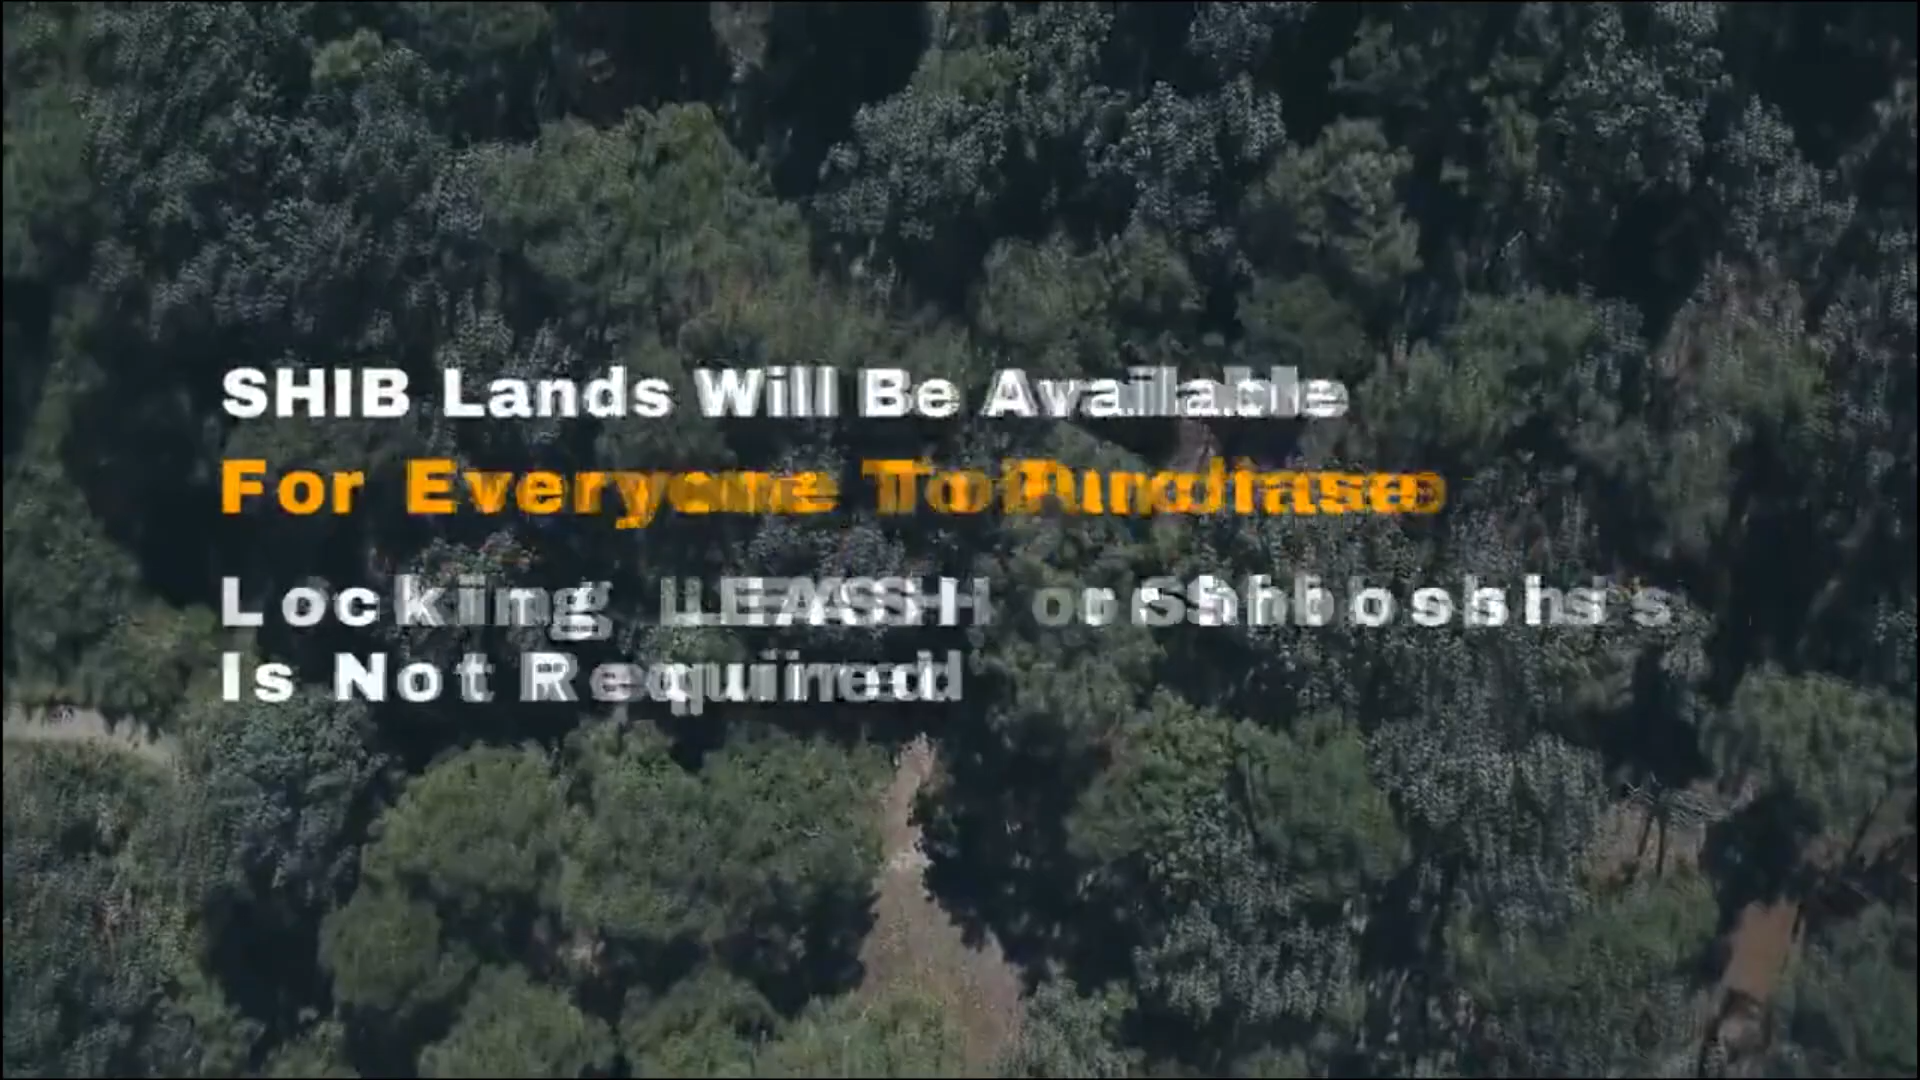 SHIB Lands Will Be Available
For Everyone To Purchase
Locking LEASH or Shiboshis
Is Not Required